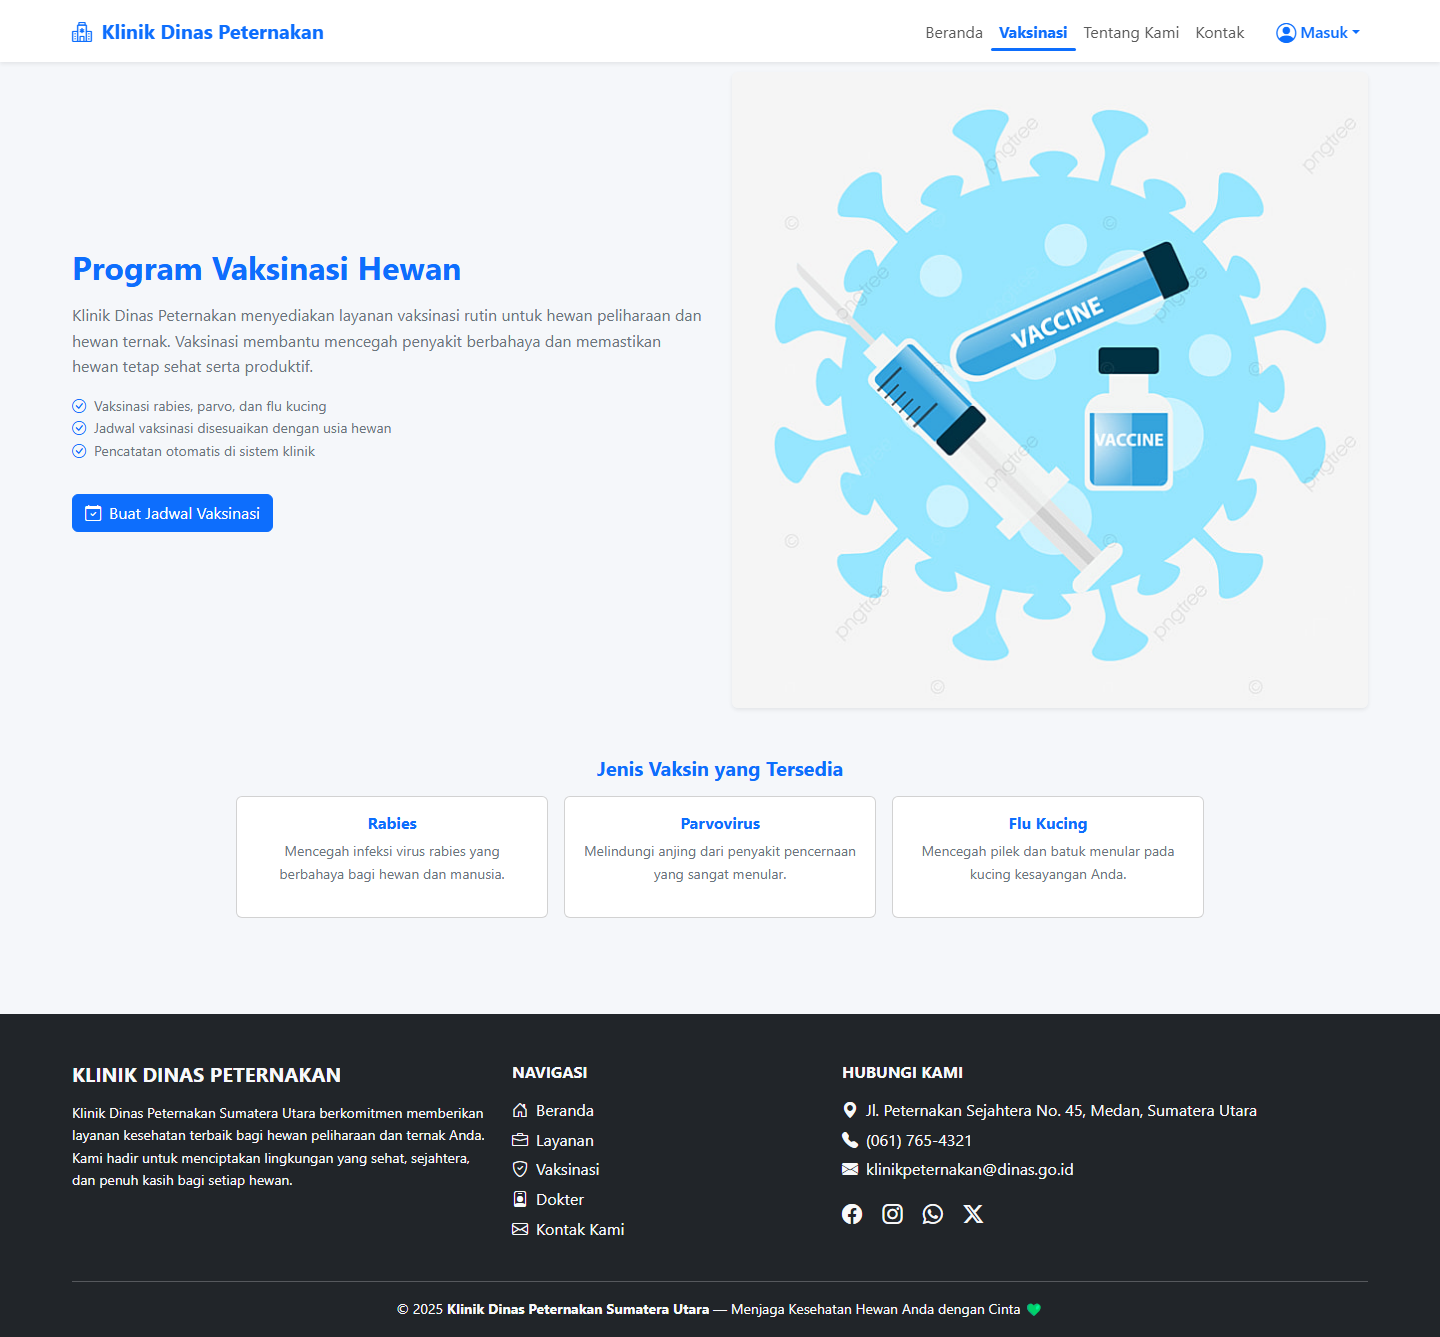 Klinik Dinas Peternakan
Beranda
Vaksinasi
Tentang Kami
Kontak
Masuk
Program Vaksinasi Hewan
Klinik Dinas Peternakan menyediakan layanan vaksinasi rutin untuk hewan peliharaan dan
hewan ternak. Vaksinasi membantu mencegah penyakit berbahaya dan memastikan
hewan tetap sehat serta produktif.
Vaksinasi rabies, parvo, dan flu kucing
Jadwal vaksinasi disesuaikan dengan usia hewan
Pencatatan otomatis di sistem klinik
Buat Jadwal Vaksinasi
pngtree
pngtree
pngtree
pngtree
VACCINE
VACCINE
pngtree
pngtree
pngtree
pngtree
Jenis Vaksin yang Tersedia
Rabies
Mencegah infeksi virus rabies yang
berbahaya bagi hewan dan manusia.
Parvovirus
Melindungi anjing dari penyakit pencernaan
yang sangat menular.
Flu Kucing
Mencegah pilek dan batuk menular pada
kucing kesayangan Anda.
KLINIK DINAS PETERNAKAN
Klinik Dinas Peternakan Sumatera Utara berkomitmen memberikan
layanan kesehatan terbaik bagi hewan peliharaan dan ternak Anda.
Kami hadir untuk menciptakan lingkungan yang sehat, sejahtera,
dan penuh kasih bagi setiap hewan.
NAVIGASI
Beranda
Layanan
Vaksinasi
Dokter
Kontak Kami
HUBUNGI KAMI
Jl. Peternakan Sejahtera No. 45, Medan, Sumatera Utara
(061) 765-4321
klinikpeternakan@dinas.go.id
© 2025 Klinik Dinas Peternakan Sumatera Utara — Menjaga Kesehatan Hewan Anda dengan Cinta 💚